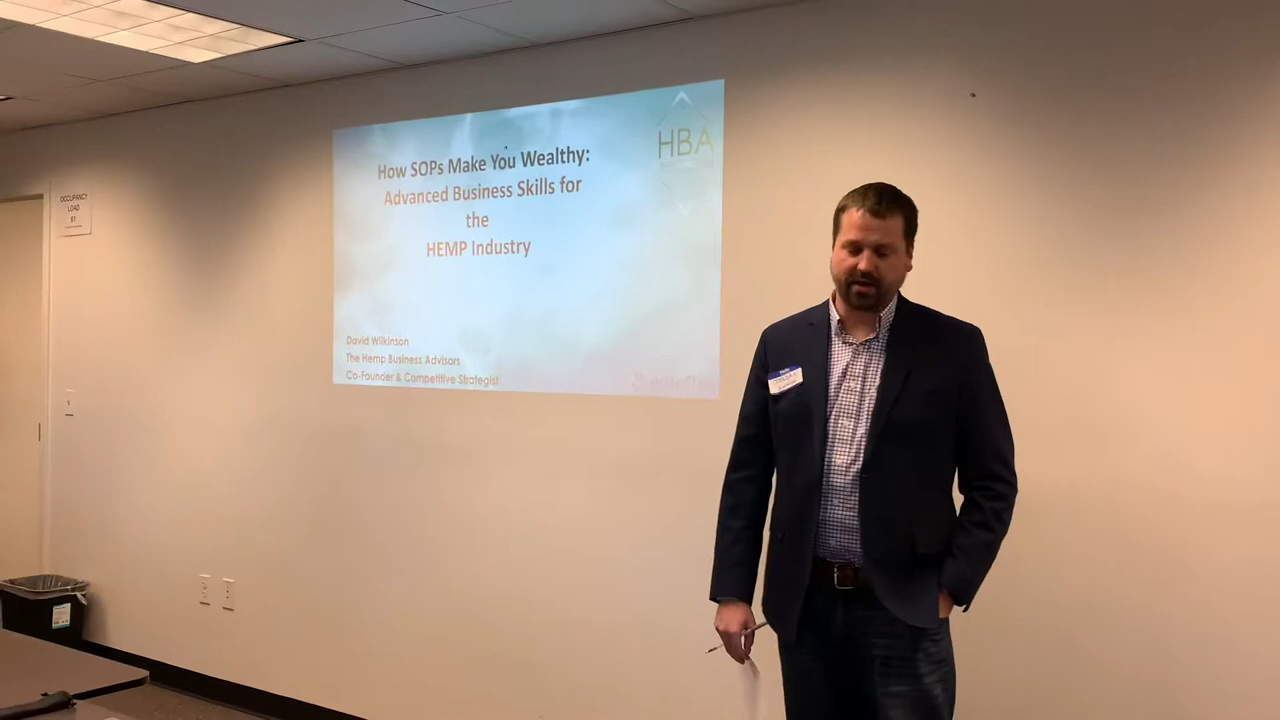 How SOPs Make You Wealthy:
Advanced Business Skills for
the
HEMP Industry
HBA
David Wilkinson
The Hemp Business Advisors
Co-Founder & Competitive Strategist
OCCUPANCY
LOAD
Hello